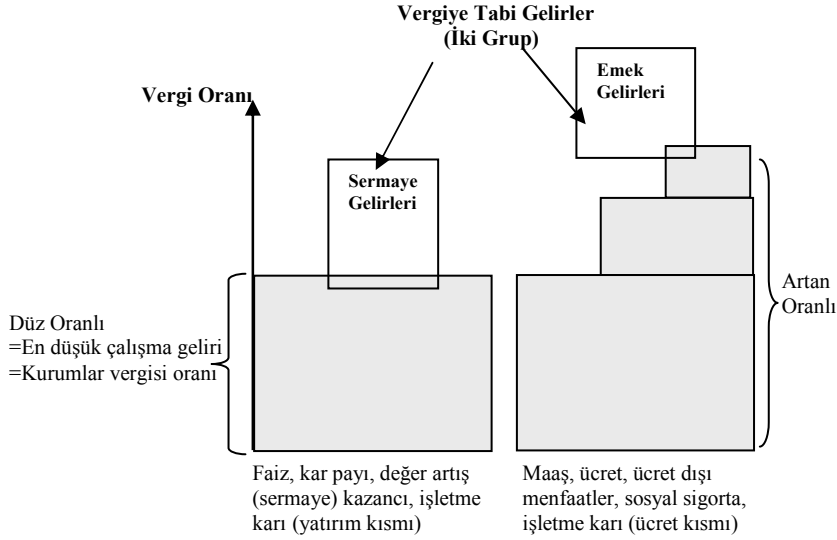 Vergiye Tabi Gelirler
(İki Grup)
Emek
Gelirleri
Vergi Oranı
Sermaye
Gelirleri
Düz Oranlı
=En düşük çalışma geliri
=Kurumlar vergisi oranı
Artan
Oranlı
Faiz, kar payı, değer artış
(sermaye) kazancı, işletme
karı (yatırım kısmı)
Maaş, ücret, ücret dışı
menfaatler, sosyal sigorta,
işletme karı (ücret kısmı)